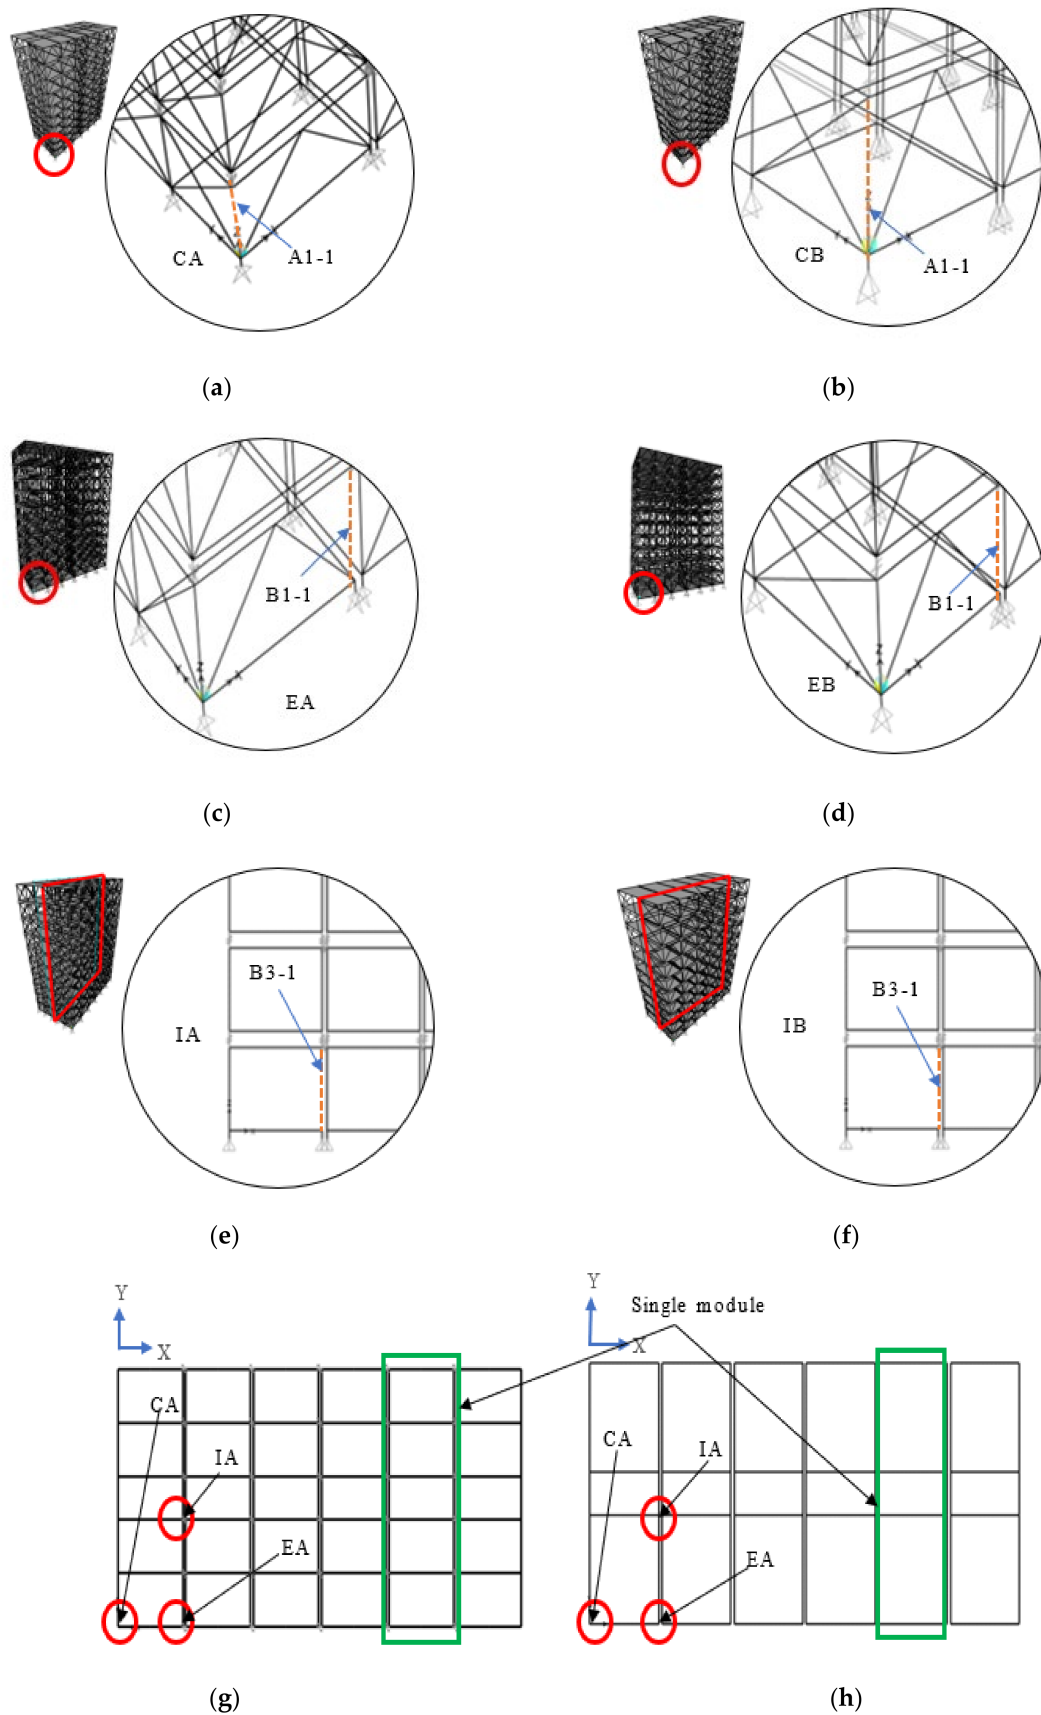 CA
A1-1
CB
A1-1
(a)
(b)
B1-1
EA
B1-1
EB
(c)
(d)
B3-1
IA
B3-1
IB
(e)
(f)
Y
X
Y
X
Single module
CA
IA
EA
CA
IA
EA
(g)
(h)